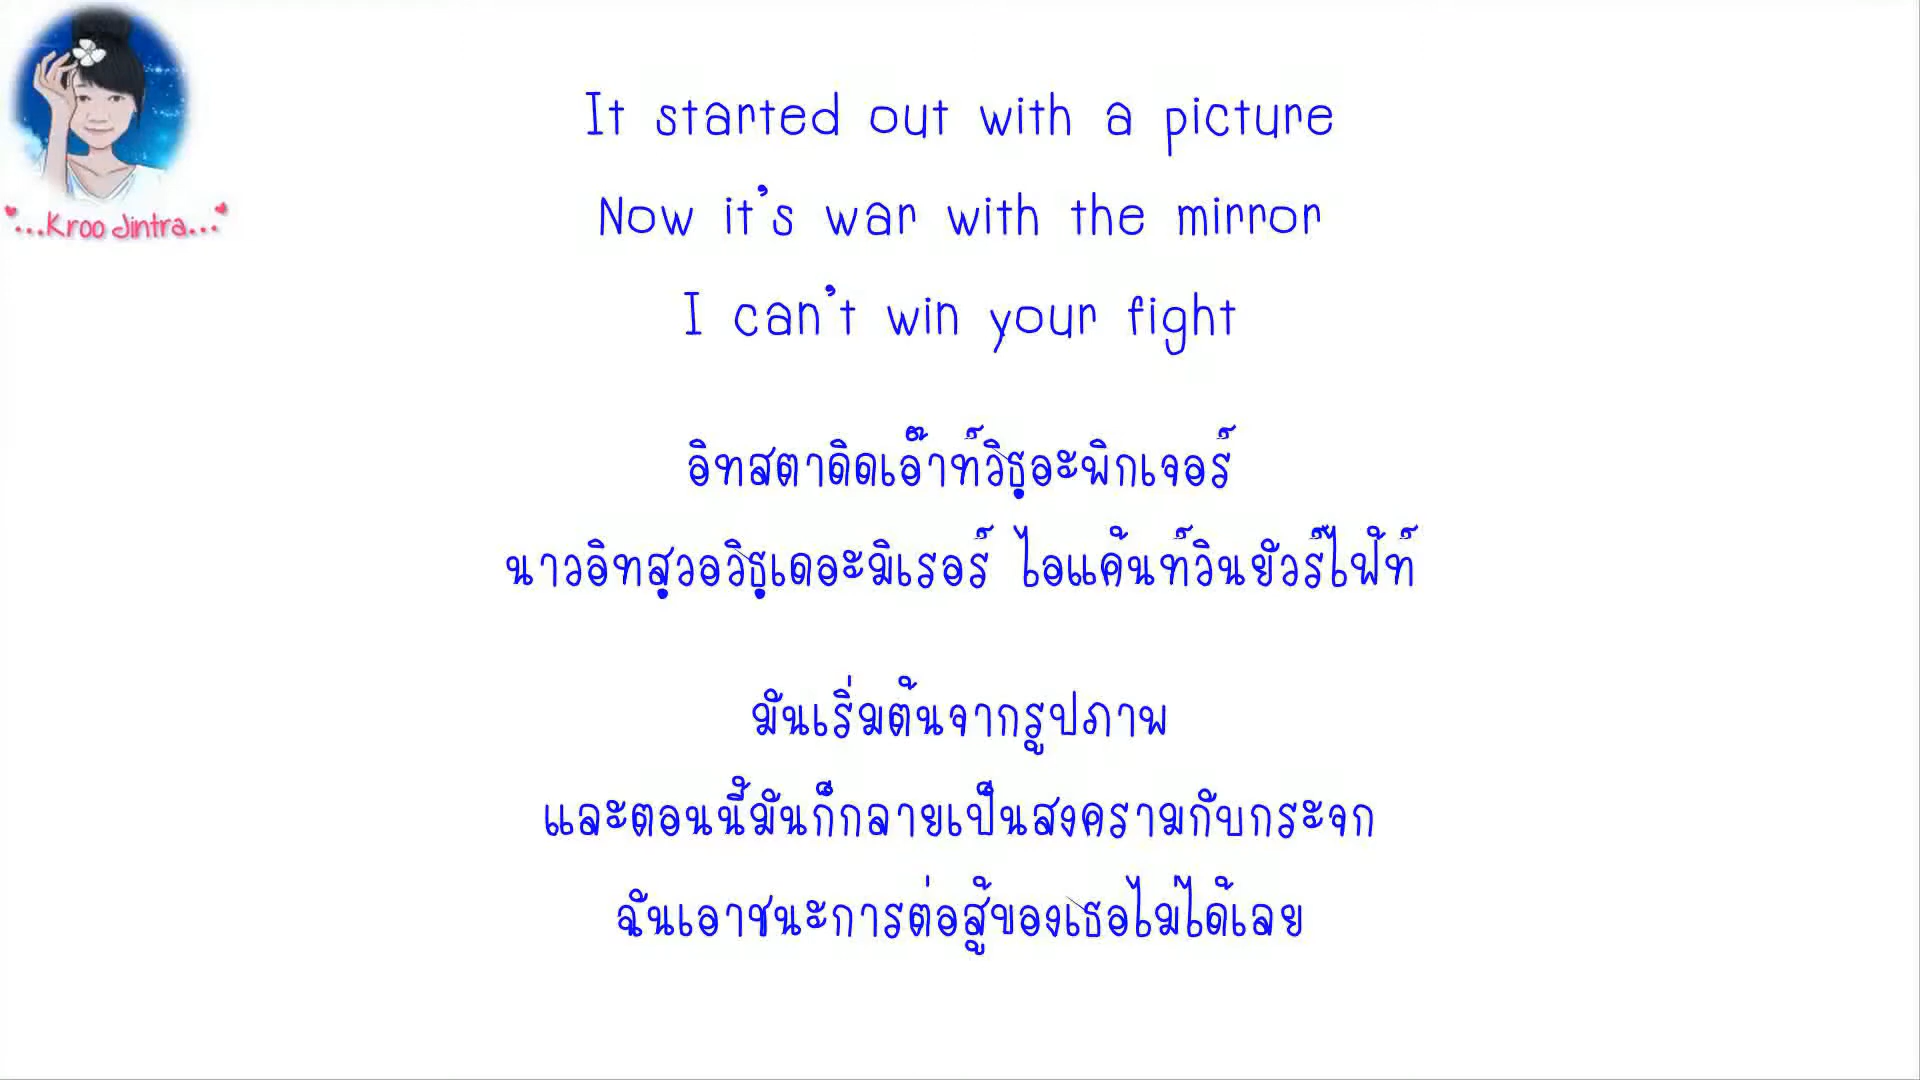 ...Kroo Jintra...
It started out with a picture
Now it's war with the mirror
I can't win your fight
อิทสตาดิดเอ๊าท์วิธฺอะพิกเจอร์
นาวอิทสฺวอวิธฺเดอะมิเรอร์ ไอแค้นท์วินยัวร์ไฟ้ท์
มันเริ่มต้นจากรูปภาพ
และตอนนี้มันก็กลายเป็นสงครามกับกระจก
ฉันเอาชนะการต่อสู้ของเธอไม่ได้เลย